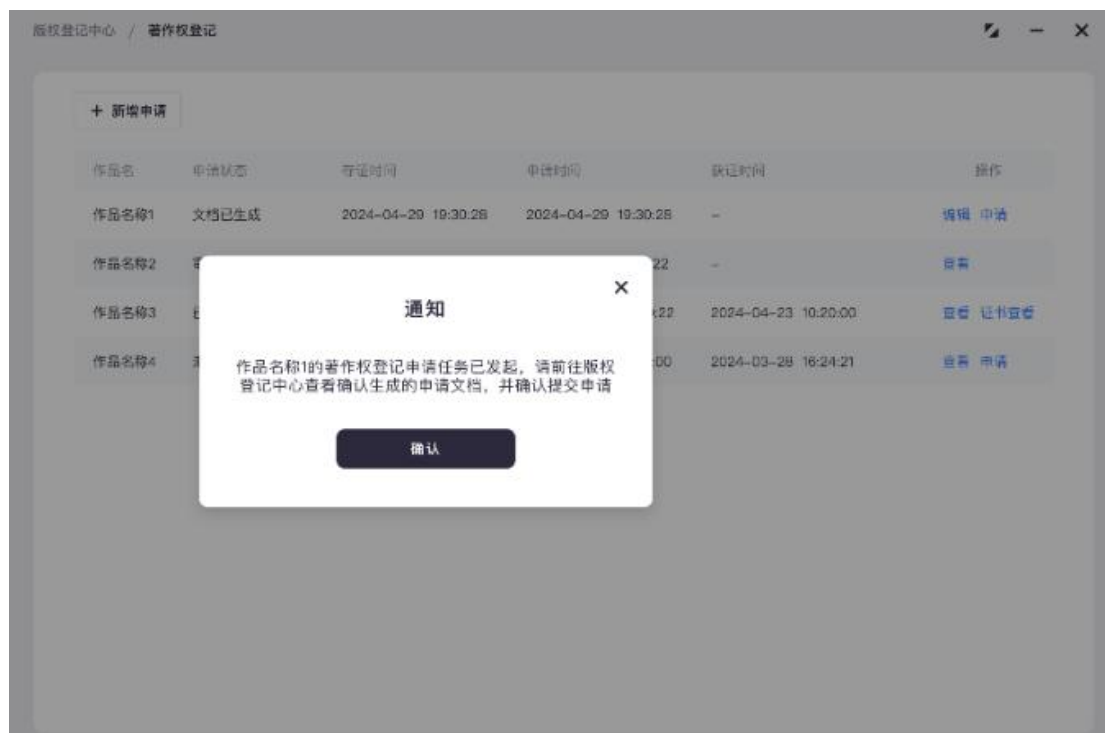 版权登记中心 / 著作权登记
+ 新增申请
作品名 申请状态 存证时间 申请时间 获证时间 操作
作品名称1 文档已生成 2024-04-29 19:30:28 2024-04-29 19:30:28 - 编辑 申请
作品名称2 22 - 查看
作品名称3 :22 2024-04-23 10:20:00 查看 证书查看
作品名称4 :00 2024-03-28 16:24:21 查看 申请
通知
作品名称1的著作权登记申请任务已发起，请前往版权
登记中心查看确认生成的申请文档，并确认提交申请
确认